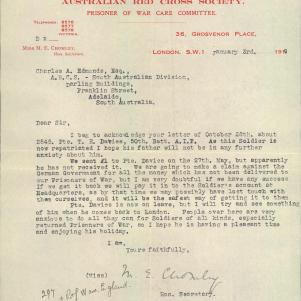 AUSTRALIAN RED CROSS SOCIETY.
PRISONER OF WAR CARE COMMITTEE.
TELEPHONES:
VICTORIA.
36, GROSVENOR PLACE,
LONDON. S.W.1 January 3rd. 191
MISS M. E. CHOMLEY,
HON. SECRETARY.
Charles A. Edmunds, Esq.,
A.R.C.S. - South Australian Division,
Franklin Street,
Adelaide,
South Australia.
Dear Sir,
I beg to acknowledge your letter of October 24th. about
2545. Pte. T. R. Davies, 50th. Batt. A.I.F. As this Soldier is
now repatriated I hope his father will not be in any further
anxiety about him.
We sent £1 to Pte. Davies on the 27th. May, but apparently
he has not received it. We are going to make a claim against the
German Government for all the money which has not been delivered to
our Prisoners of War. I am very doubtful if we have any success
If we get it back we will pay it in to the Soldier's account at
Headquarters, as by that time we may possibly have lost touch with
them ourselves, and it will be the safest way of getting it to them
Pte. Davies is now on leave, but I will try and see something
of him when he comes back to London. People over here are very
anxious to do all they can for Soldiers of all kinds, especially
returned Prisoners of War, so I hope he is having a pleasant time
and enjoying his holiday.
I am,
Yours faithfully,
(Miss) M. E. Chomley
Hon. Secretary.